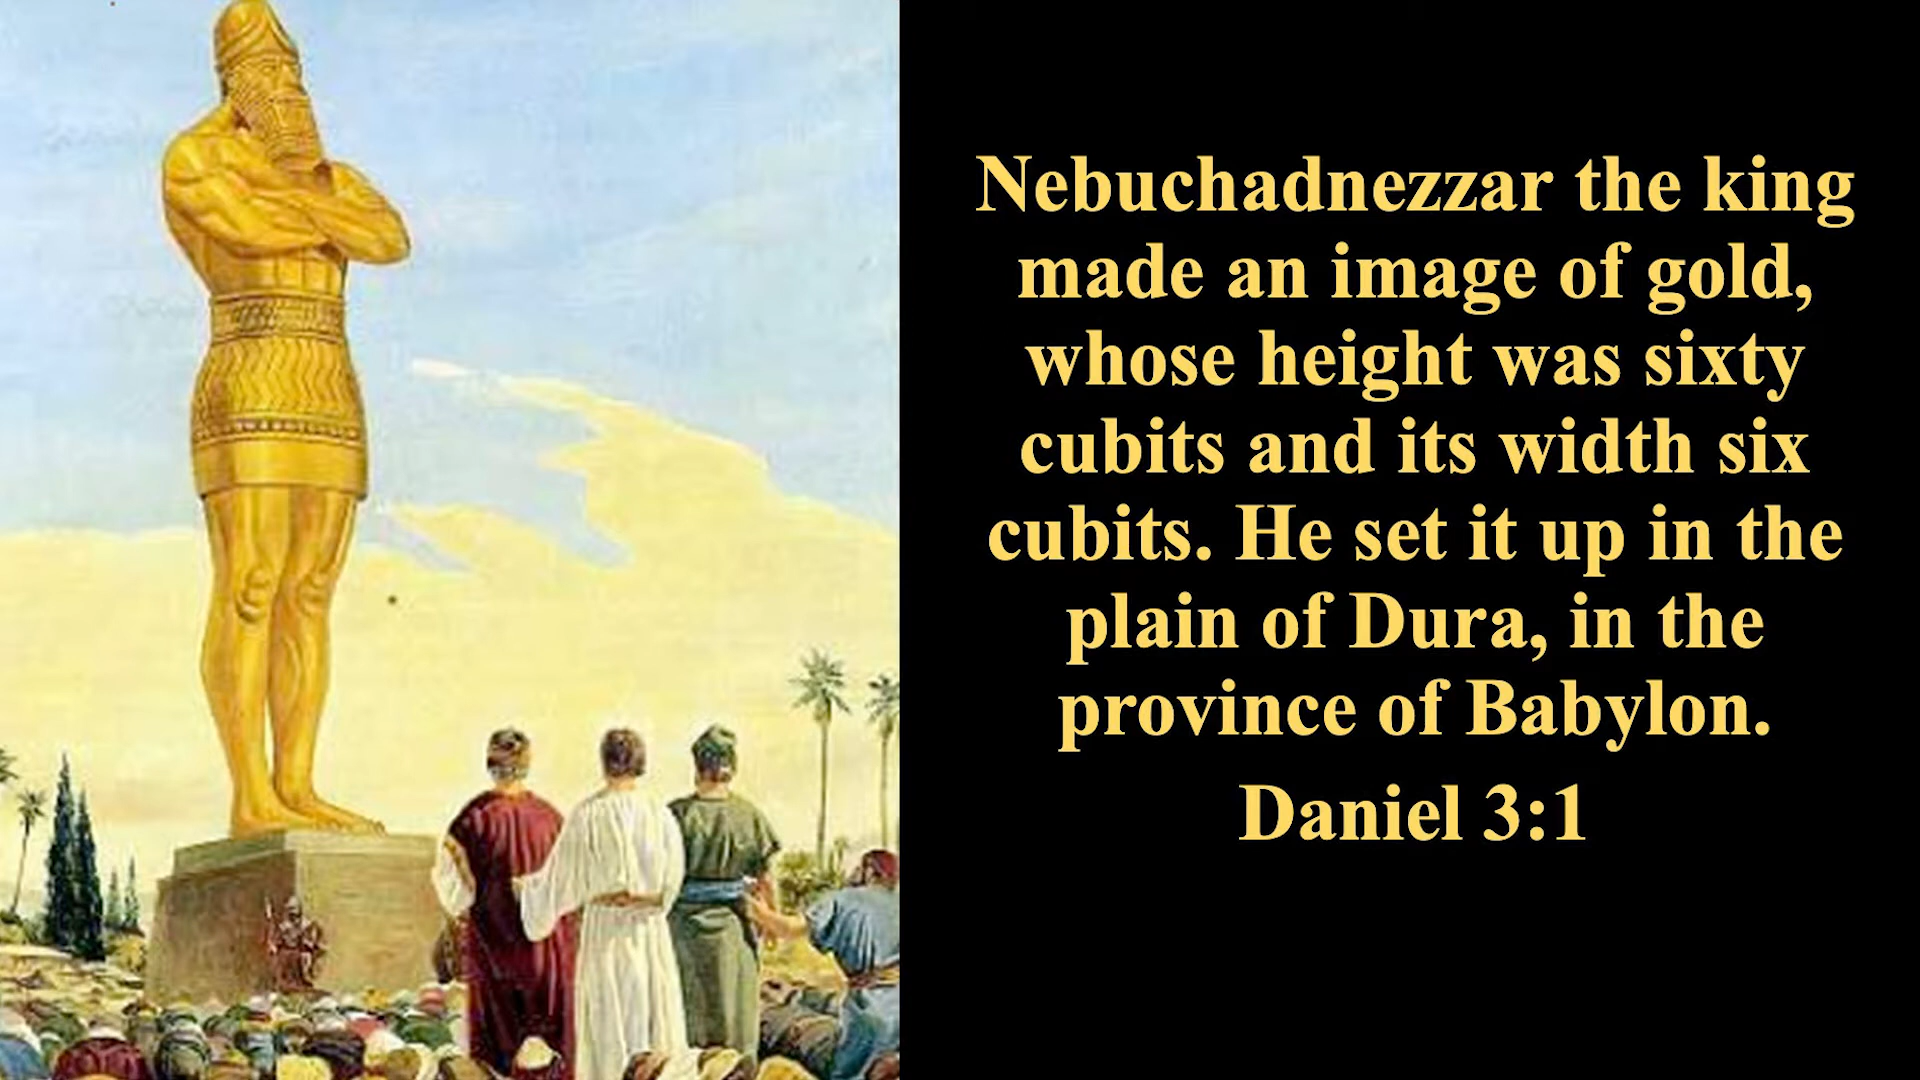 Nebuchadnezzar the king
made an image of gold,
whose height was sixty
cubits and its width six
cubits. He set it up in the
plain of Dura, in the
province of Babylon.
Daniel 3:1